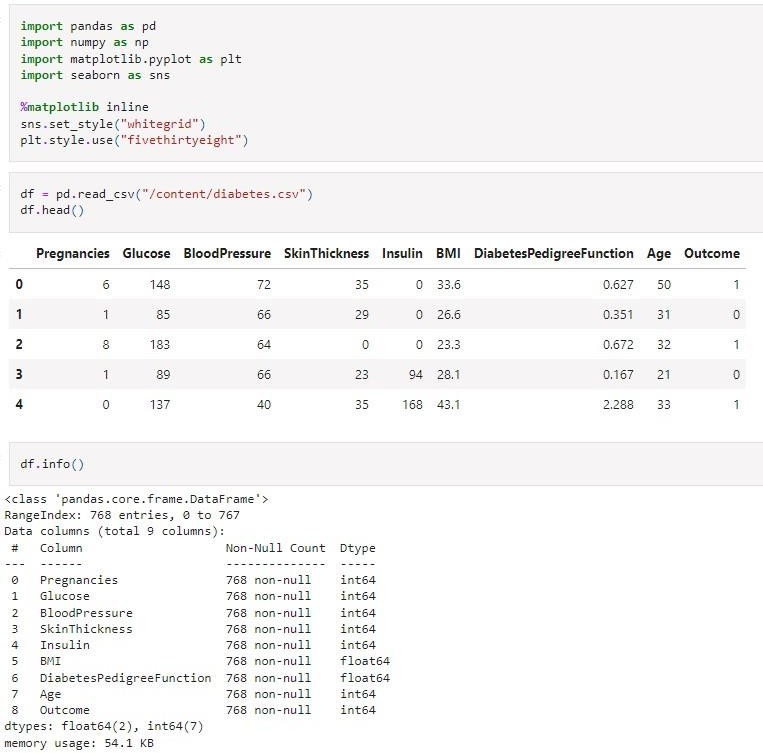 import pandas as pd
import numpy as np
import matplotlib.pyplot as plt
import seaborn as sns
%matplotlib inline
sns.set_style("whitegrid")
plt.style.use("fivethirtyeight")
df = pd.read_csv("/content/diabetes.csv")
df.head()
Pregnancies Glucose BloodPressure SkinThickness Insulin BMI DiabetesPedigreeFunction Age Outcome
0 6 148 72 35 0 33.6 0.627 50 1
1 1 85 66 29 0 26.6 0.351 31 0
2 8 183 64 0 0 23.3 0.672 32 1
3 1 89 66 23 94 28.1 0.167 21 0
4 0 137 40 35 168 43.1 2.288 33 1
df.info()
<class 'pandas.core.frame.DataFrame'>
RangeIndex: 768 entries, 0 to 767
Data columns (total 9 columns):
# Column Non-Null Count Dtype
--- ------ -------------- -----
0 Pregnancies 768 non-null int64
1 Glucose 768 non-null int64
2 BloodPressure 768 non-null int64
3 SkinThickness 768 non-null int64
4 Insulin 768 non-null int64
5 BMI 768 non-null float64
6 DiabetesPedigreeFunction 768 non-null float64
7 Age 768 non-null int64
8 Outcome 768 non-null int64
dtypes: float64(2), int64(7)
memory usage: 54.1 KB